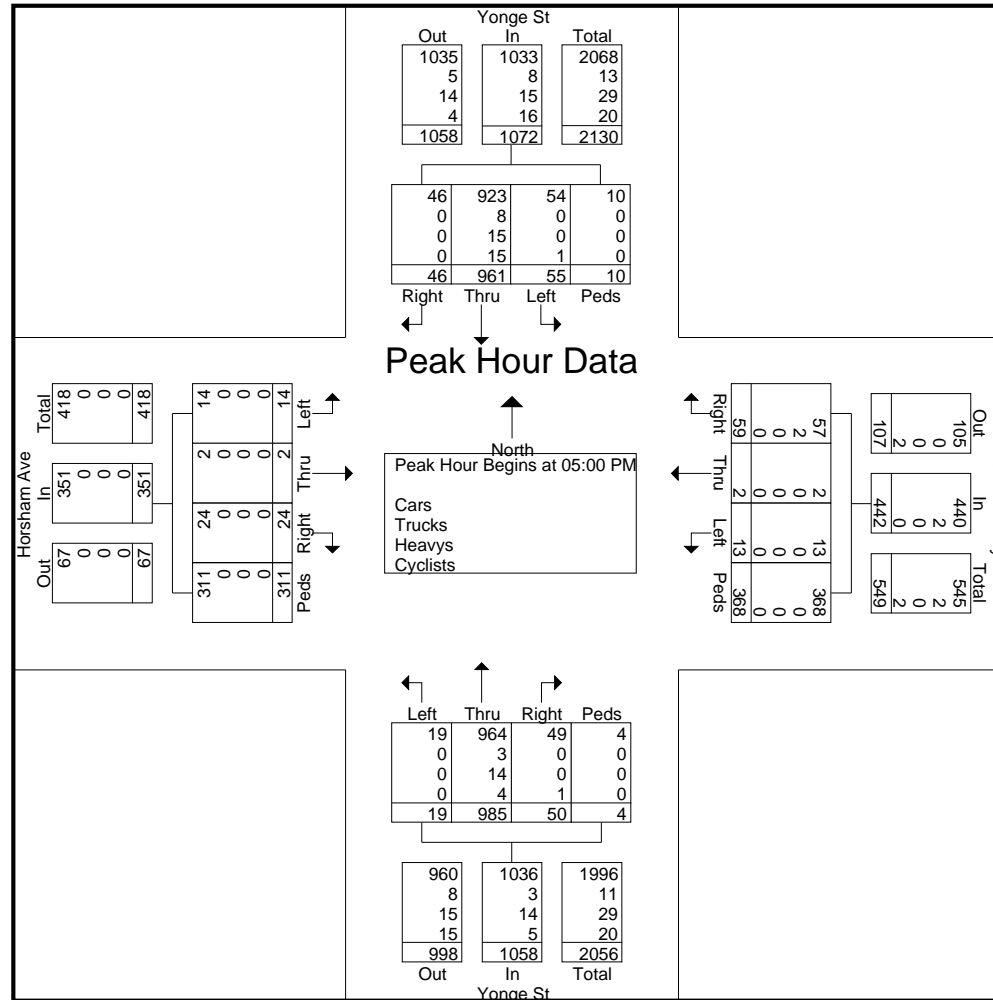 Yonge St
Out In Total
1035 1033 2068
5 8 13
14 15 29
4 16 20
1058 1072 2130
46 923 54 10
0 8 0 0
0 15 0 0
0 15 1 0
46 961 55 10
Right Thru Left Peds
Peak Hour Data
North
Peak Hour Begins at 05:00 PM
Cars
Trucks
Heavys
Cyclists
Horsham Ave
Out In Total
67 351 418
0 0 0
0 0 0
0 0 0
67 351 418
311 24 2 14
0 0 0 0
0 0 0 0
0 0 0 0
311 24 2 14
Peds Right Thru Left
Out In Total
105 440 545
0 2 2
0 0 0
2 0 2
107 442 549
57 2 13 368
2 0 0 0
0 0 0 0
0 0 0 0
59 2 13 368
Right Thru Left Peds
Left Thru Right Peds
19 964 49 4
0 3 0 0
0 14 0 0
0 4 1 0
19 985 50 4
960 1036 1996
8 3 11
15 14 29
15 5 20
998 1058 2056
Out In Total
Yonge St